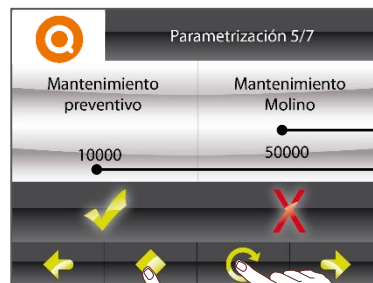 Parametrización 5/7
Mantenimiento
preventivo
Mantenimiento
Molino
10000
50000